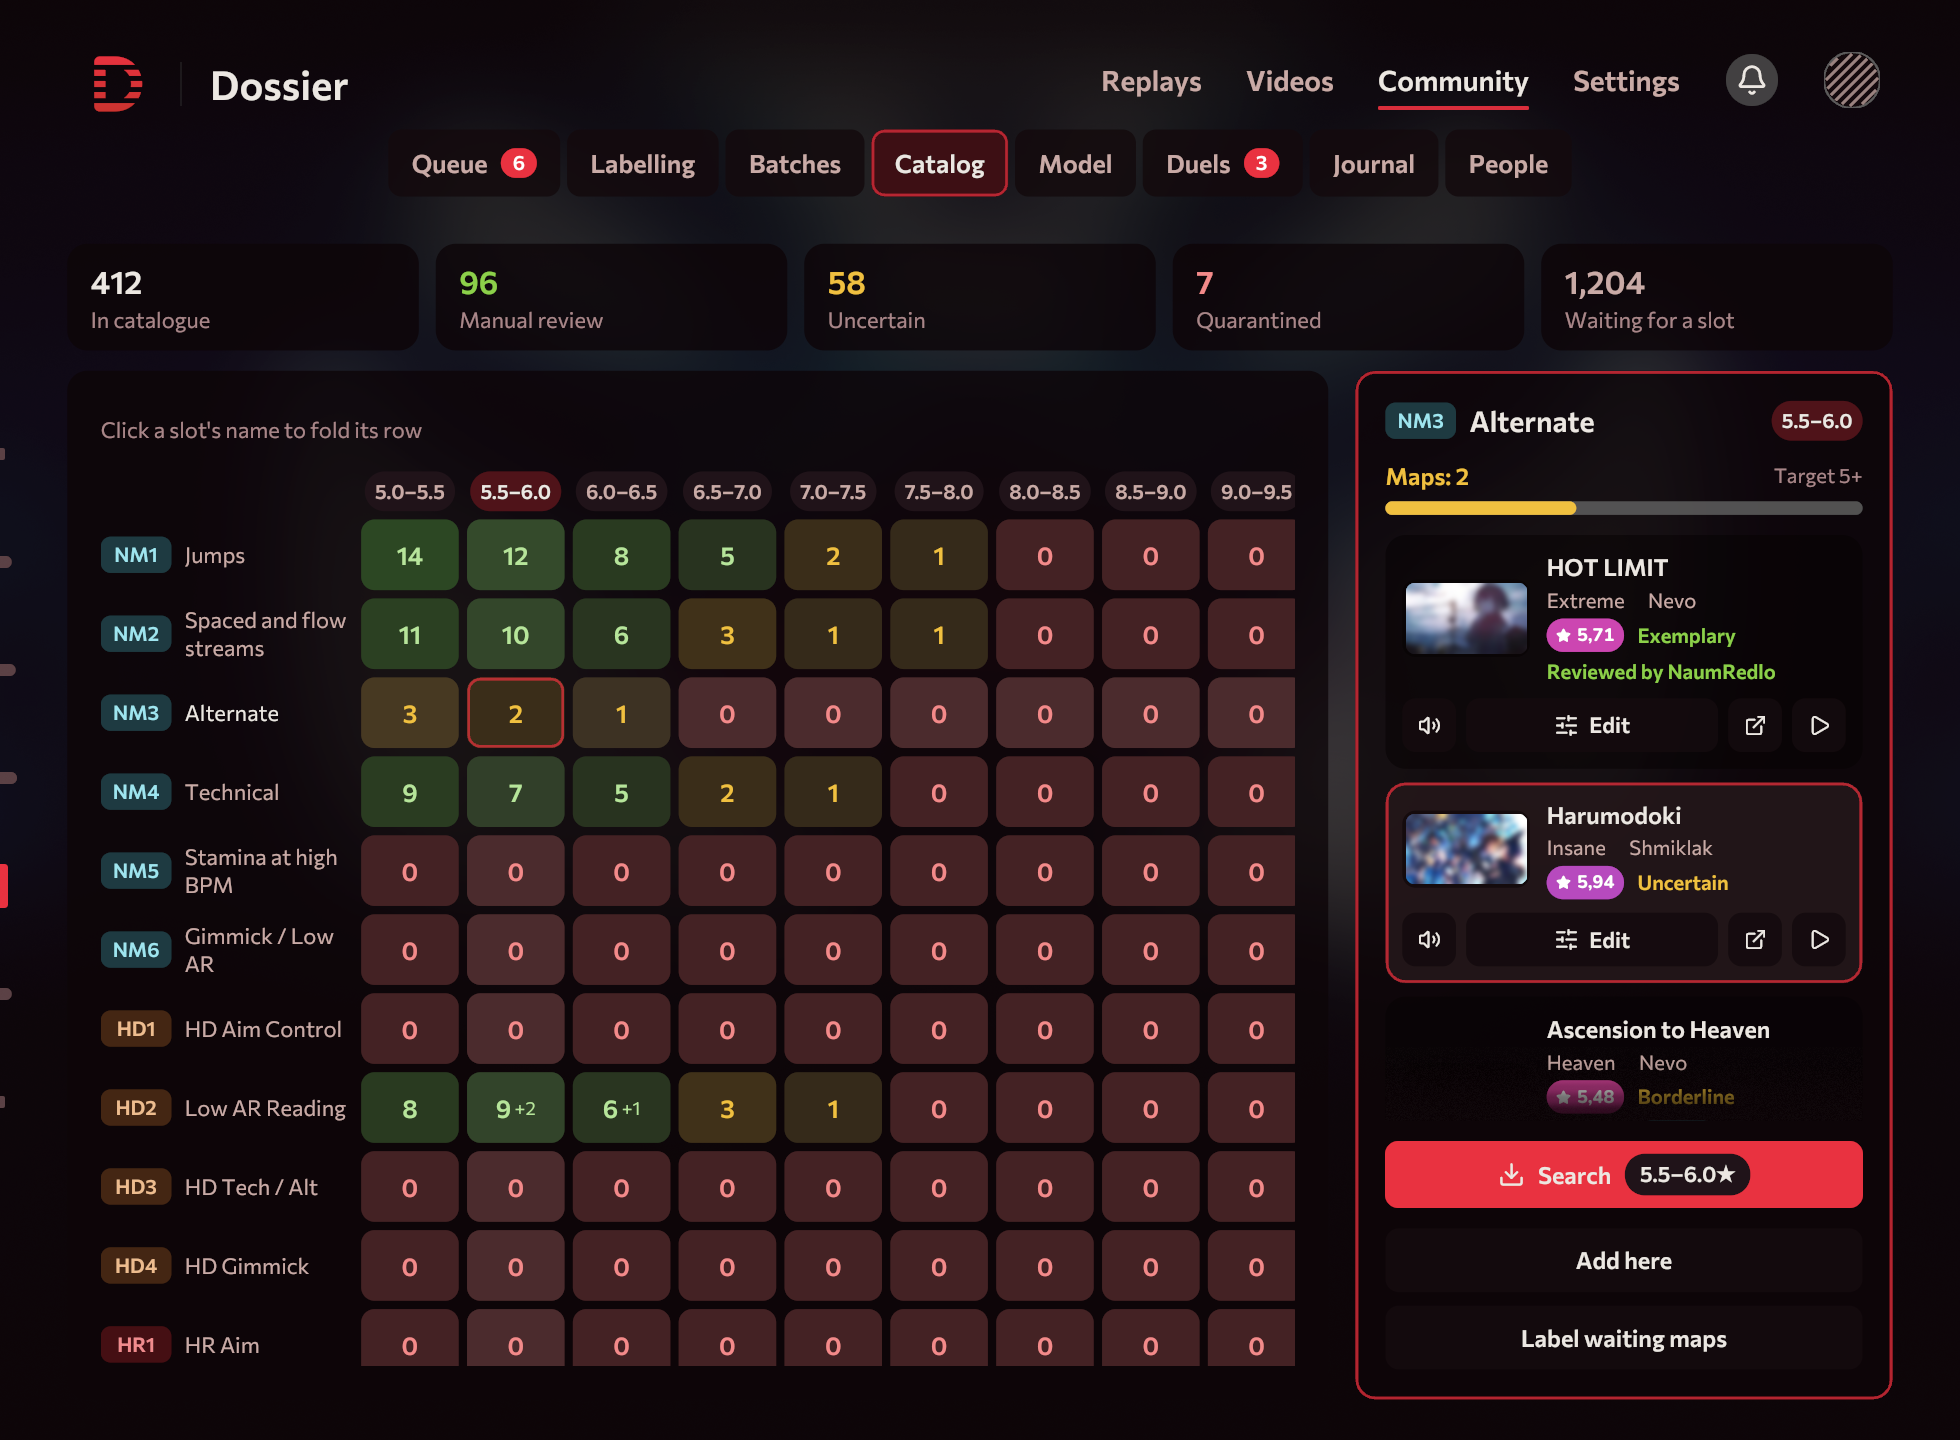 Dossier
Replays Videos Community Settings
Queue 6 Labelling Batches Catalog Model Duels 3 Journal People
412
In catalogue
96
Manual review
58
Uncertain
7
Quarantined
1,204
Waiting for a slot
Click a slot's name to fold its row
5.0–5.5 5.5–6.0 6.0–6.5 6.5–7.0 7.0–7.5 7.5–8.0 8.0–8.5 8.5–9.0 9.0–9.5
NM1 Jumps 14 12 8 5 2 1 0 0 0
NM2 Spaced and flow
streams 11 10 6 3 1 1 0 0 0
NM3 Alternate 3 2 1 0 0 0 0 0 0
NM4 Technical 9 7 5 2 1 0 0 0 0
NM5 Stamina at high
BPM 0 0 0 0 0 0 0 0 0
NM6 Gimmick / Low
AR 0 0 0 0 0 0 0 0 0
HD1 HD Aim Control 0 0 0 0 0 0 0 0 0
HD2 Low AR Reading 8 9 +2 6 +1 3 1 0 0 0 0
HD3 HD Tech / Alt 0 0 0 0 0 0 0 0 0
HD4 HD Gimmick 0 0 0 0 0 0 0 0 0
HR1 HR Aim 0 0 0 0 0 0 0 0 0
NM3 Alternate 5.5–6.0
Maps: 2 Target 5+
HOT LIMIT
Extreme Nevo
★ 5,71 Exemplary
Reviewed by NaumRedlo
Edit
Harumodoki
Insane Shmiklak
★ 5,94 Uncertain
Edit
Ascension to Heaven
Heaven Nevo
★ 5,48 Borderline
Search 5.5–6.0★
Add here
Label waiting maps